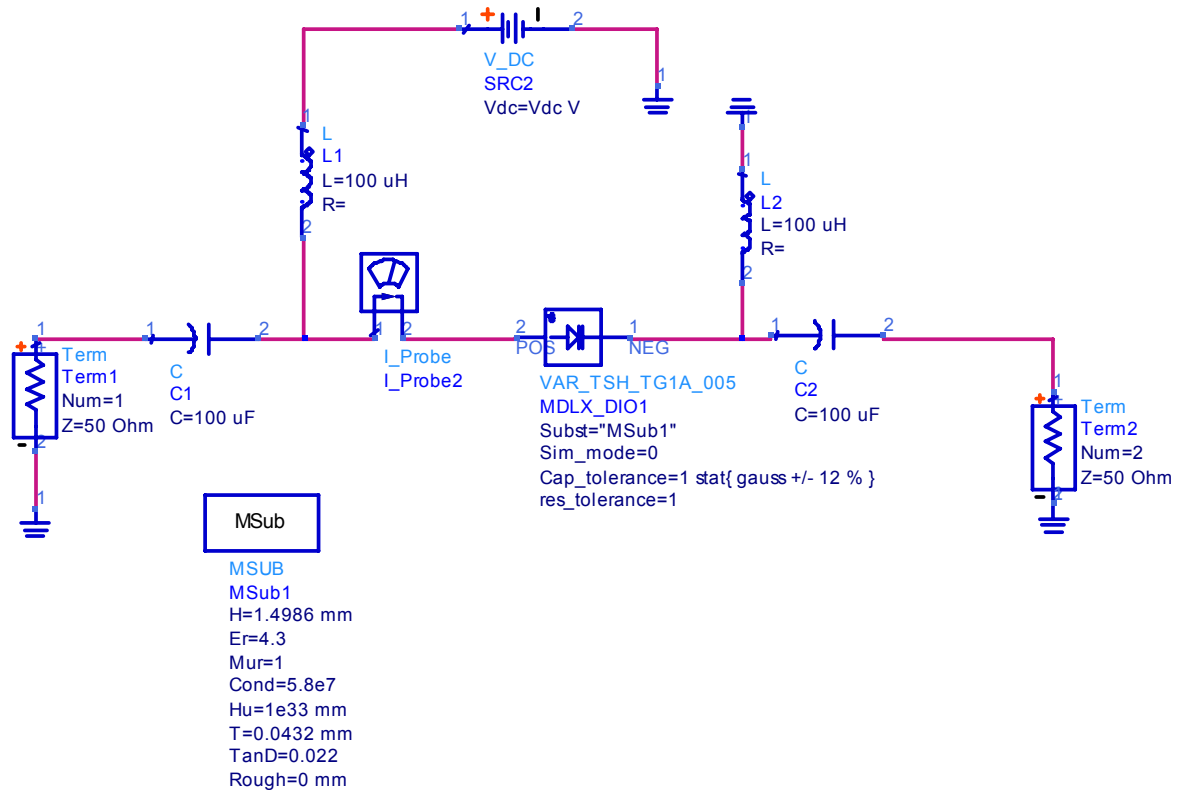 1 + - 2
V_DC
SRC2
Vdc=Vdc V
1
1
L
L1
L=100 uH
R=
2
1
1
L
L2
L=100 uH
R=
2
1
+
Term
Term1
Num=1
Z=50 Ohm
-
2
1
1
2
C
C1
C=100 uF
1
2
I_Probe
I_Probe2
2
POS
1
NEG
VAR_TSH_TG1A_005
MDLX_DIO1
Subst="MSub1"
Sim_mode=0
Cap_tolerance=1 stat{ gauss +/- 12 % }
res_tolerance=1
1
2
C
C2
C=100 uF
1
+
Term
Term2
Num=2
Z=50 Ohm
-
MSub
MSUB
MSub1
H=1.4986 mm
Er=4.3
Mur=1
Cond=5.8e7
Hu=1e33 mm
T=0.0432 mm
TanD=0.022
Rough=0 mm